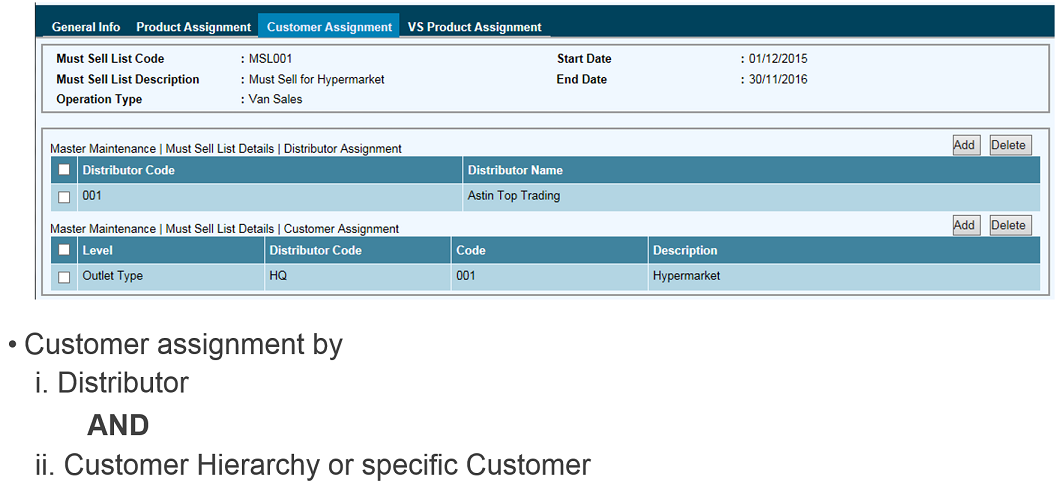 General Info Product Assignment Customer Assignment VS Product Assignment
Must Sell List Code : MSL001 Start Date : 01/12/2015
Must Sell List Description : Must Sell for Hypermarket End Date : 30/11/2016
Operation Type : Van Sales
Master Maintenance | Must Sell List Details | Distributor Assignment Add Delete
Distributor Code Distributor Name
001 Astin Top Trading
Master Maintenance | Must Sell List Details | Customer Assignment Add Delete
Level Distributor Code Code Description
Outlet Type HQ 001 Hypermarket
• Customer assignment by
i. Distributor
AND
ii. Customer Hierarchy or specific Customer